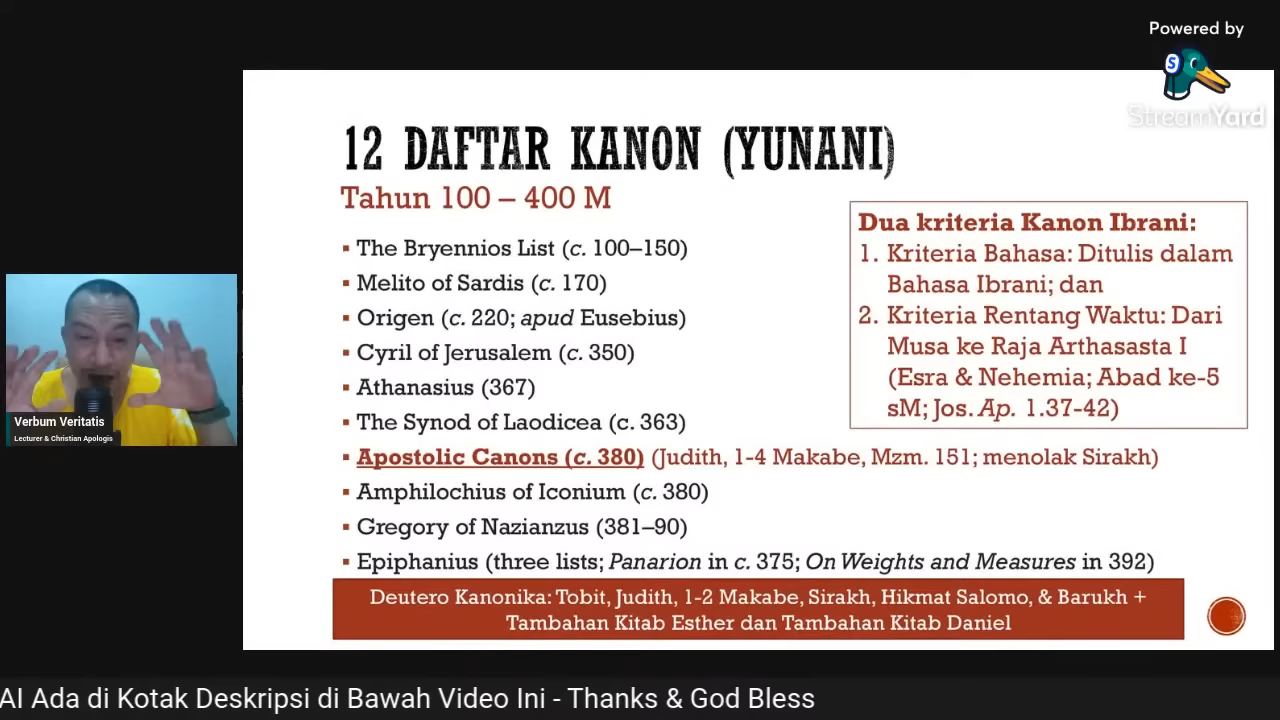 Powered by
S
StreamYard
12 DAFTAR KANON (YUNANI)
Tahun 100 – 400 M
▪ The Bryennios List (c. 100–150)
▪ Melito of Sardis (c. 170)
▪ Origen (c. 220; apud Eusebius)
▪ Cyril of Jerusalem (c. 350)
▪ Athanasius (367)
▪ The Synod of Laodicea (c. 363)
▪ Apostolic Canons (c. 380) (Judith, 1-4 Makabe, Mzm. 151; menolak Sirakh)
▪ Amphilochius of Iconium (c. 380)
▪ Gregory of Nazianzus (381–90)
▪ Epiphanius (three lists; Panarion in c. 375; On Weights and Measures in 392)
Dua kriteria Kanon Ibrani:
1. Kriteria Bahasa: Ditulis dalam
Bahasa Ibrani; dan
2. Kriteria Rentang Waktu: Dari
Musa ke Raja Arthasasta I
(Esra & Nehemia; Abad ke-5
sM; Jos. Ap. 1.37-42)
Deutero Kanonika: Tobit, Judith, 1-2 Makabe, Sirakh, Hikmat Salomo, & Barukh +
Tambahan Kitab Esther dan Tambahan Kitab Daniel
Verbum Veritatis
Lecturer & Christian Apologis
AI Ada di Kotak Deskripsi di Bawah Video Ini - Thanks & God Bless